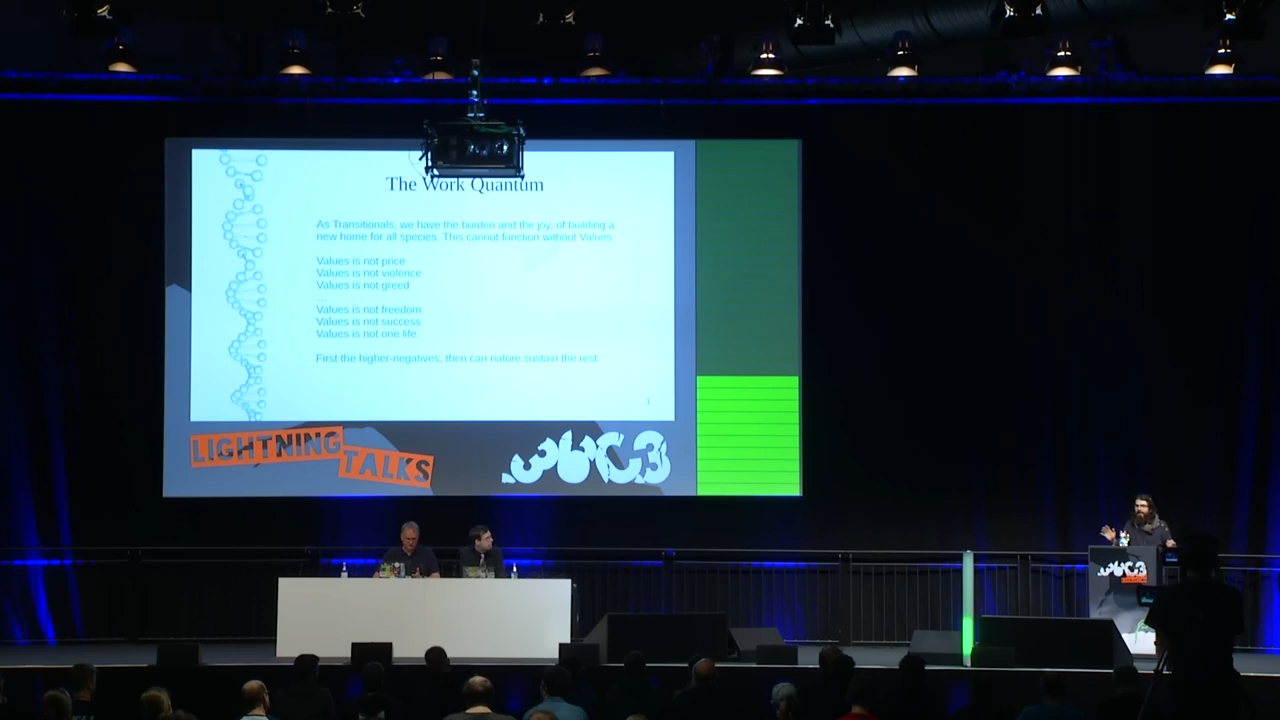 The Work Quantum
As Transitionals, we have the burden and the joy, of building a
new home for all species. This cannot function without Values.
Values is not price
Values is not violence
Values is not greed
...
Values is not freedom
Values is not success
Values is not one life.
First the higher-negatives, then can nature sustain the rest.
1
LIGHTNING
TALKS
36C3
36C3